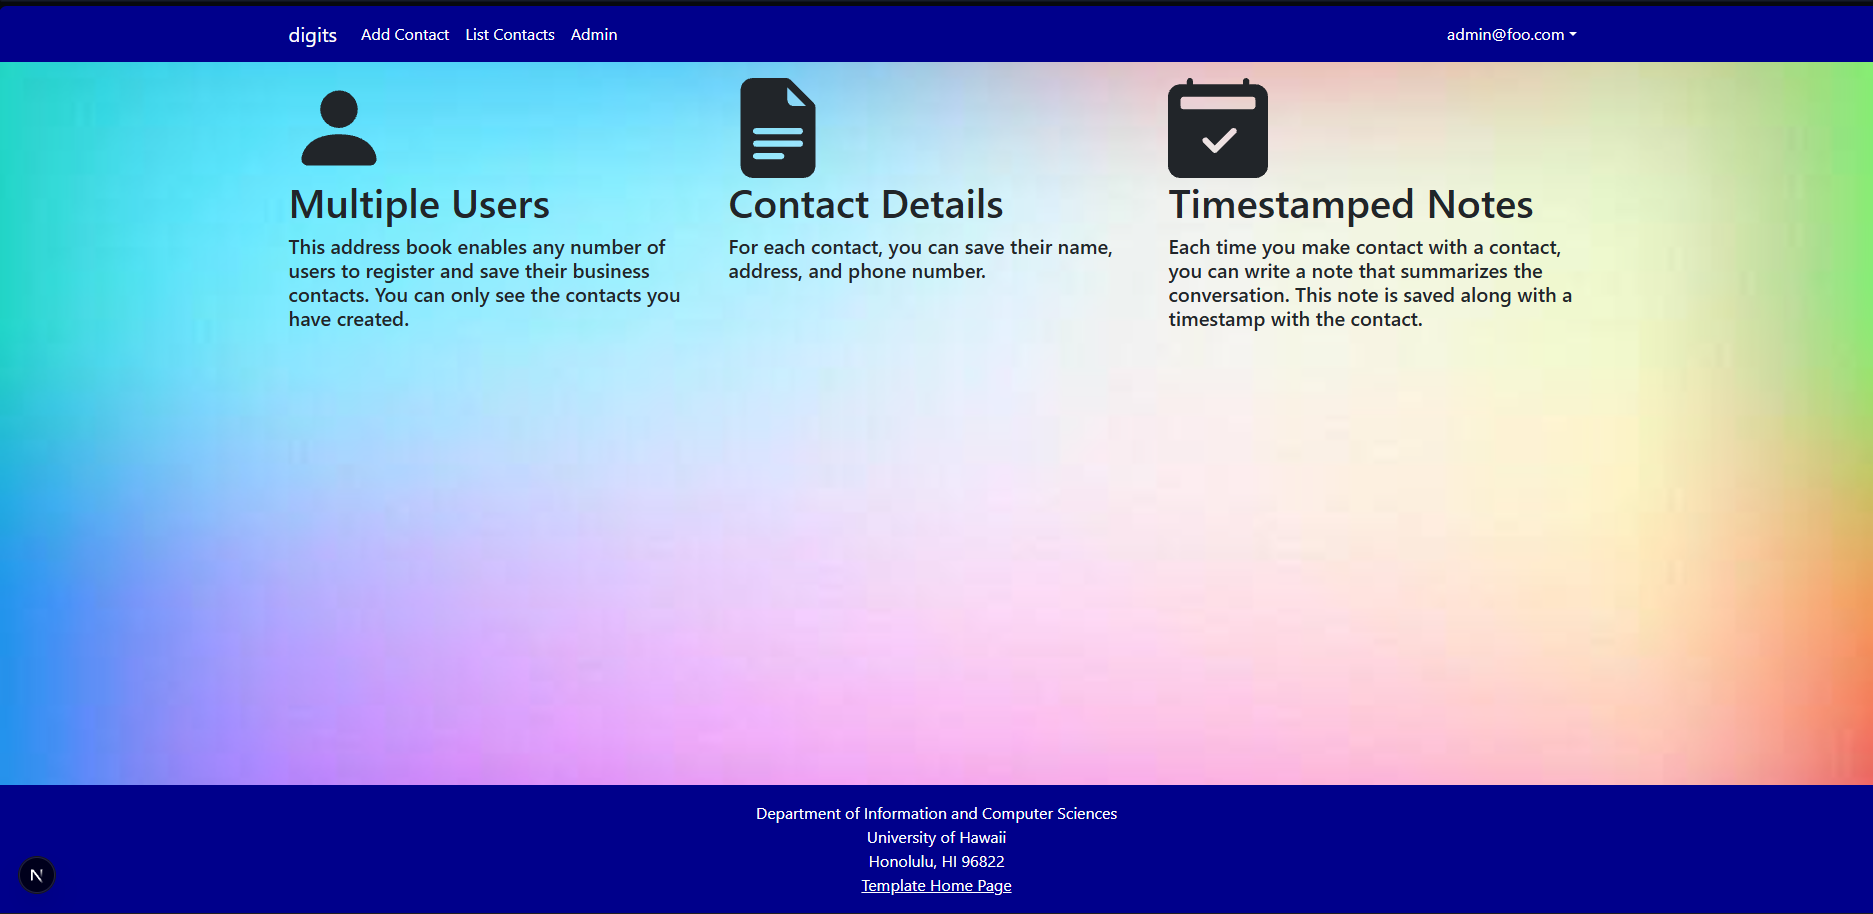 digits Add Contact List Contacts Admin admin@foo.com
Multiple Users
This address book enables any number of
users to register and save their business
contacts. You can only see the contacts you
have created.
Contact Details
For each contact, you can save their name,
address, and phone number.
Timestamped Notes
Each time you make contact with a contact,
you can write a note that summarizes the
conversation. This note is saved along with a
timestamp with the contact.
Department of Information and Computer Sciences
University of Hawaii
Honolulu, HI 96822
Template Home Page
N